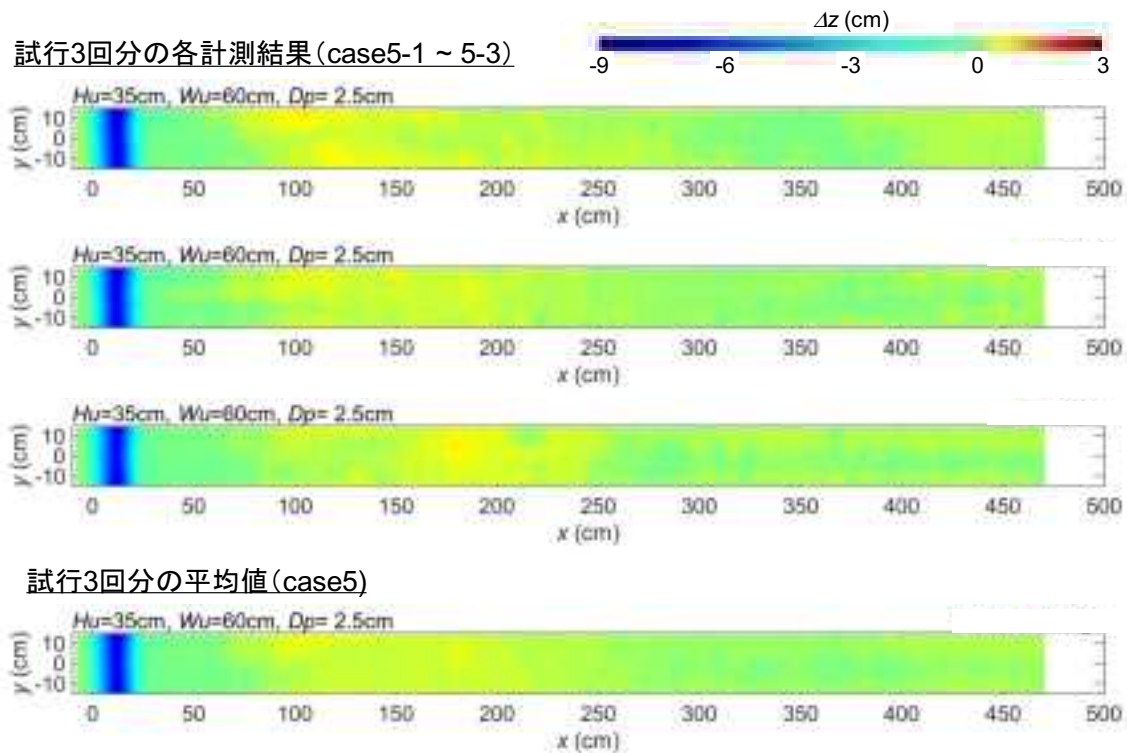 Δz (cm)
試行3回分の各計測結果(case5-1 ~ 5-3)
-9 -6 -3 0 3
Hu=35cm, Wu=60cm, Dp= 2.5cm
y (cm)
10
0
-10
0 50 100 150 200 250 300 350 400 450 500
x (cm)
Hu=35cm, Wu=60cm, Dp= 2.5cm
y (cm)
10
0
-10
0 50 100 150 200 250 300 350 400 450 500
x (cm)
Hu=35cm, Wu=60cm, Dp= 2.5cm
y (cm)
10
0
-10
0 50 100 150 200 250 300 350 400 450 500
x (cm)
試行3回分の平均値(case5)
Hu=35cm, Wu=60cm, Dp= 2.5cm
y (cm)
10
0
-10
0 50 100 150 200 250 300 350 400 450 500
x (cm)